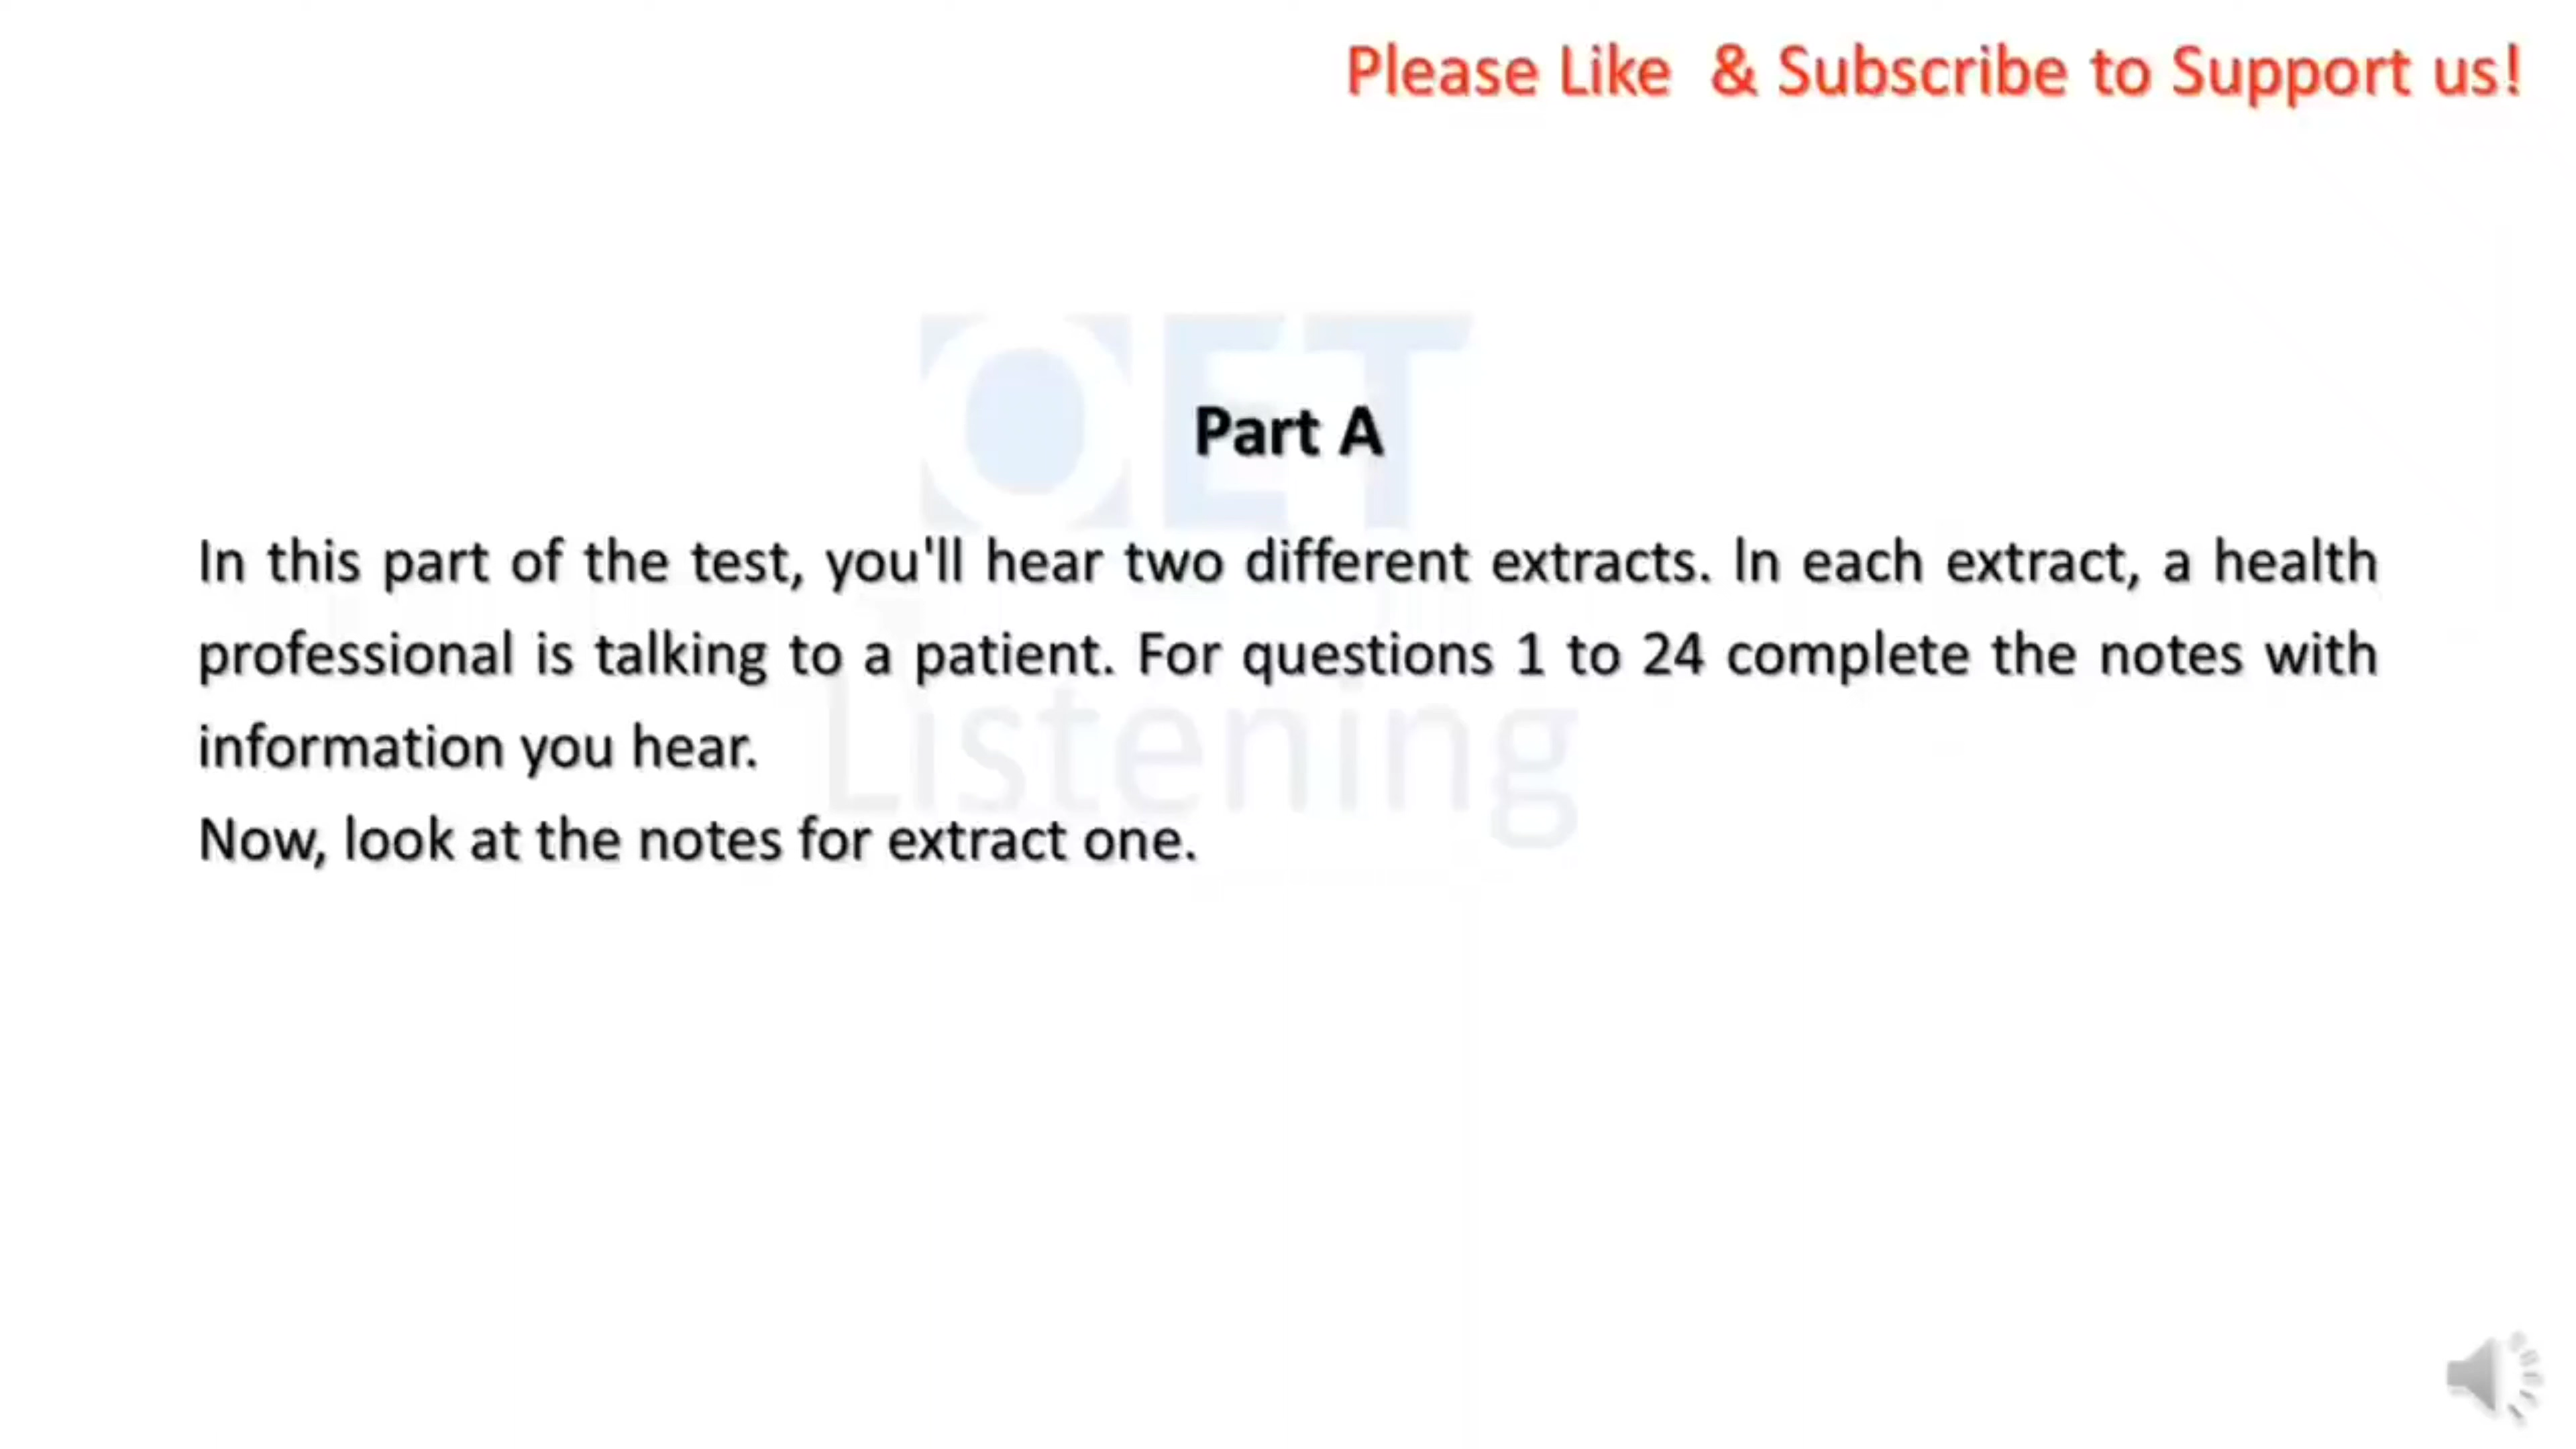 Please Like & Subscribe to Support us!
OET
Part A
In this part of the test, you'll hear two different extracts. In each extract, a health
professional is talking to a patient. For questions 1 to 24 complete the notes with
information you hear.
Listening
Now, look at the notes for extract one.